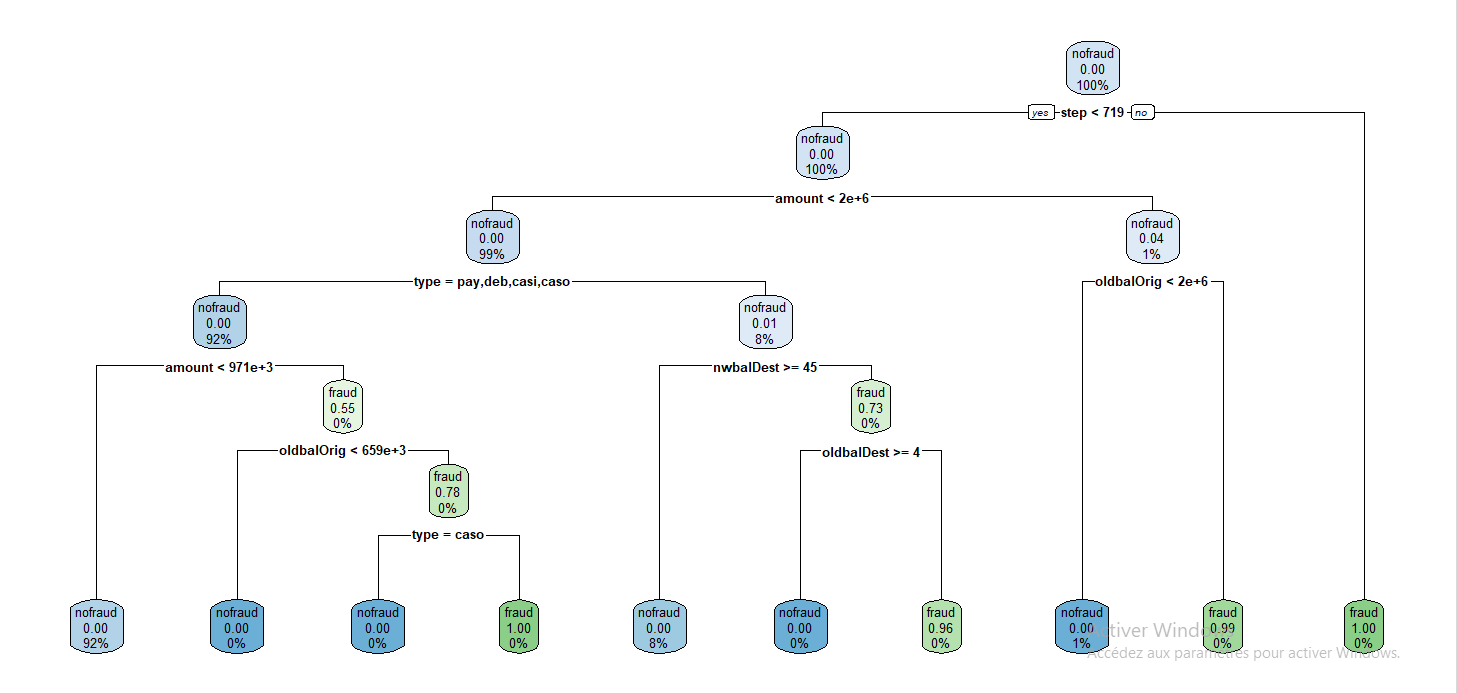 nofraud
0.00
100%
yes step < 719 no
nofraud
0.00
100%
amount < 2e+6
nofraud
0.00
99%
nofraud
0.04
1%
type = pay,deb,casi,caso
oldbalOrig < 2e+6
nofraud
0.00
92%
nofraud
0.01
8%
amount < 971e+3
nwbalDest >= 45
fraud
0.55
0%
fraud
0.73
0%
oldbalOrig < 659e+3
oldbalDest >= 4
fraud
0.78
0%
type = caso
nofraud
0.00
92%
nofraud
0.00
0%
nofraud
0.00
0%
fraud
1.00
0%
nofraud
0.00
8%
nofraud
0.00
0%
fraud
0.96
0%
nofraud
0.00
1%
fraud
0.99
0%
fraud
1.00
0%
Activer Windows
Accédez aux paramètres pour activer Windows.